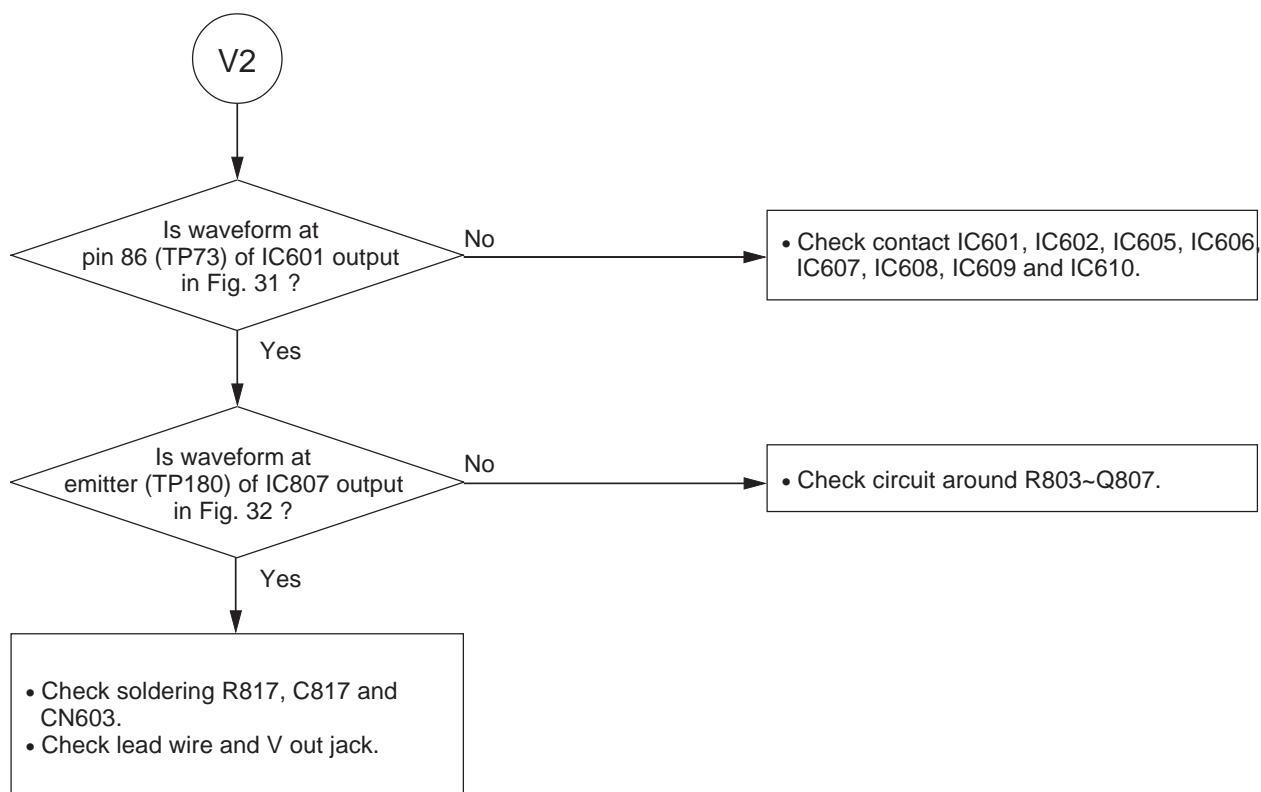 V2
Is waveform at
pin 86 (TP73) of IC601 output
in Fig. 31 ?
No
• Check contact IC601, IC602, IC605, IC606,
IC607, IC608, IC609 and IC610.
Yes
Is waveform at
emitter (TP180) of IC807 output
in Fig. 32 ?
No
• Check circuit around R803~Q807.
Yes
• Check soldering R817, C817 and
CN603.
• Check lead wire and V out jack.